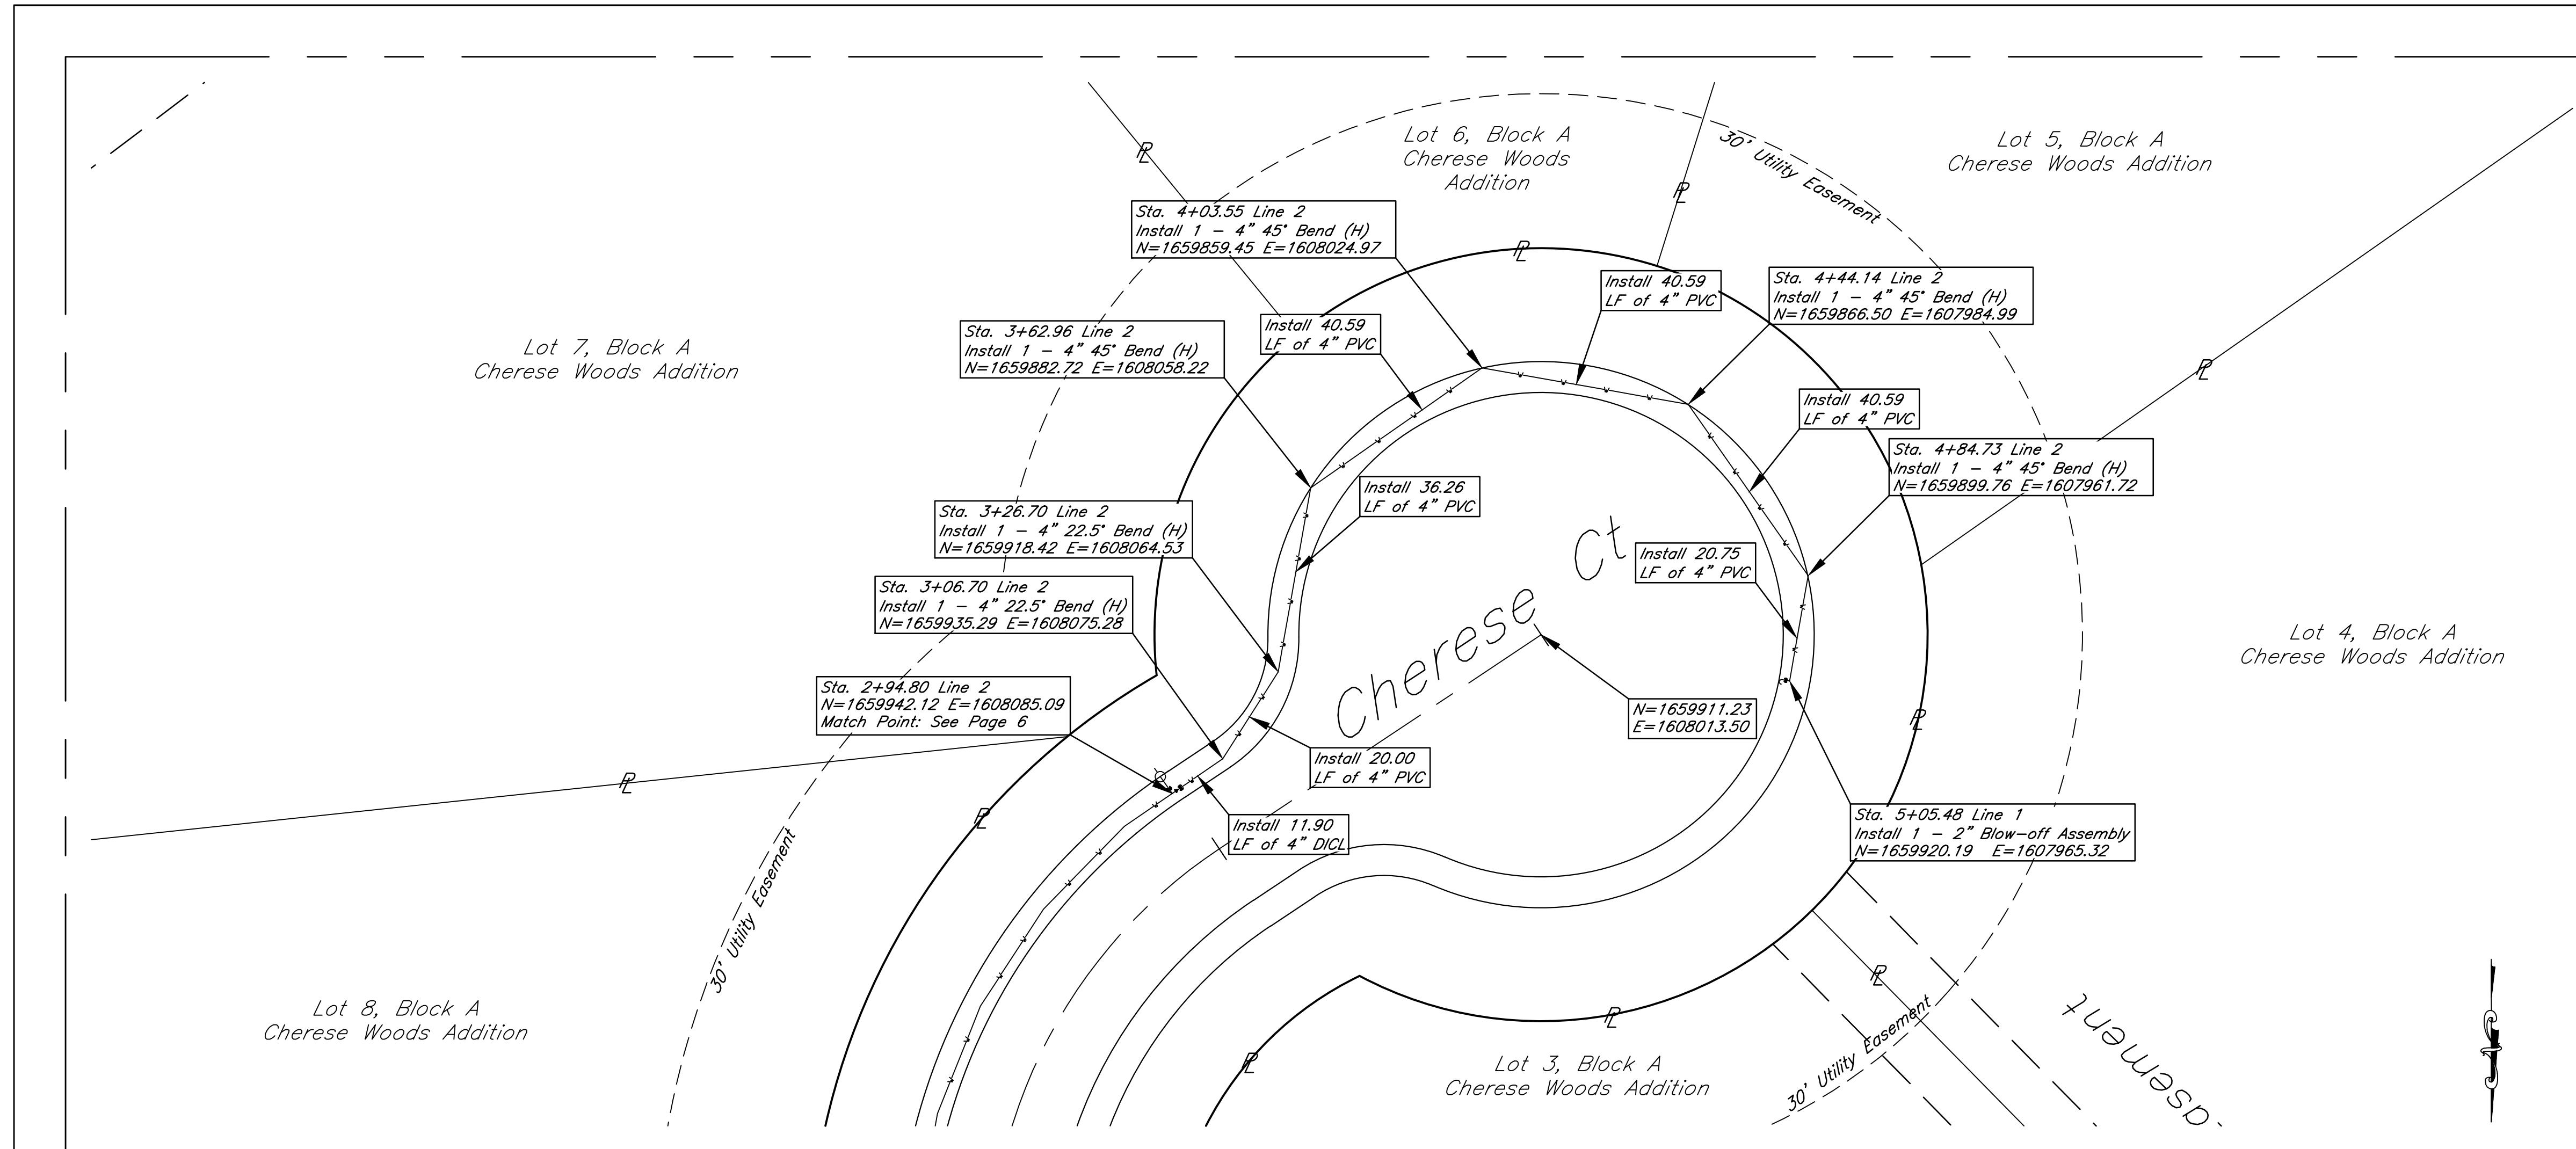 Lot 6, Block A
Cherese Woods
Addition
30' Utility Easement
Lot 5, Block A
Cherese Woods Addition
Sta. 4+03.55 Line 2
Install 1 - 4" 45° Bend (H)
N=1659859.45 E=1608024.97
Install 40.59
LF of 4" PVC
Sta. 4+44.14 Line 2
Install 1 - 4" 45° Bend (H)
N=1659866.50 E=1607984.99
Sta. 3+62.96 Line 2
Install 1 - 4" 45° Bend (H)
N=1659882.72 E=1608058.22
Install 40.59
LF of 4" PVC
Lot 7, Block A
Cherese Woods Addition
Install 40.59
LF of 4" PVC
Sta. 4+84.73 Line 2
Install 1 - 4" 45° Bend (H)
N=1659899.76 E=1607961.72
Install 36.26
LF of 4" PVC
Sta. 3+26.70 Line 2
Install 1 - 4" 22.5° Bend (H)
N=1659918.42 E=1608064.53
Install 20.75
LF of 4" PVC
Sta. 3+06.70 Line 2
Install 1 - 4" 22.5° Bend (H)
N=1659935.29 E=1608075.28
Cherese Ct
Lot 4, Block A
Cherese Woods Addition
Sta. 2+94.80 Line 2
N=1659942.12 E=1608085.09
Match Point: See Page 6
N=1659911.23
E=1608013.50
Install 20.00
LF of 4" PVC
Install 11.90
LF of 4" DICL
Sta. 5+05.48 Line 1
Install 1 - 2" Blow-off Assembly
N=1659920.19 E=1607965.32
30' Utility Easement
Lot 8, Block A
Cherese Woods Addition
Lot 3, Block A
Cherese Woods Addition
30' Utility Easement
asement